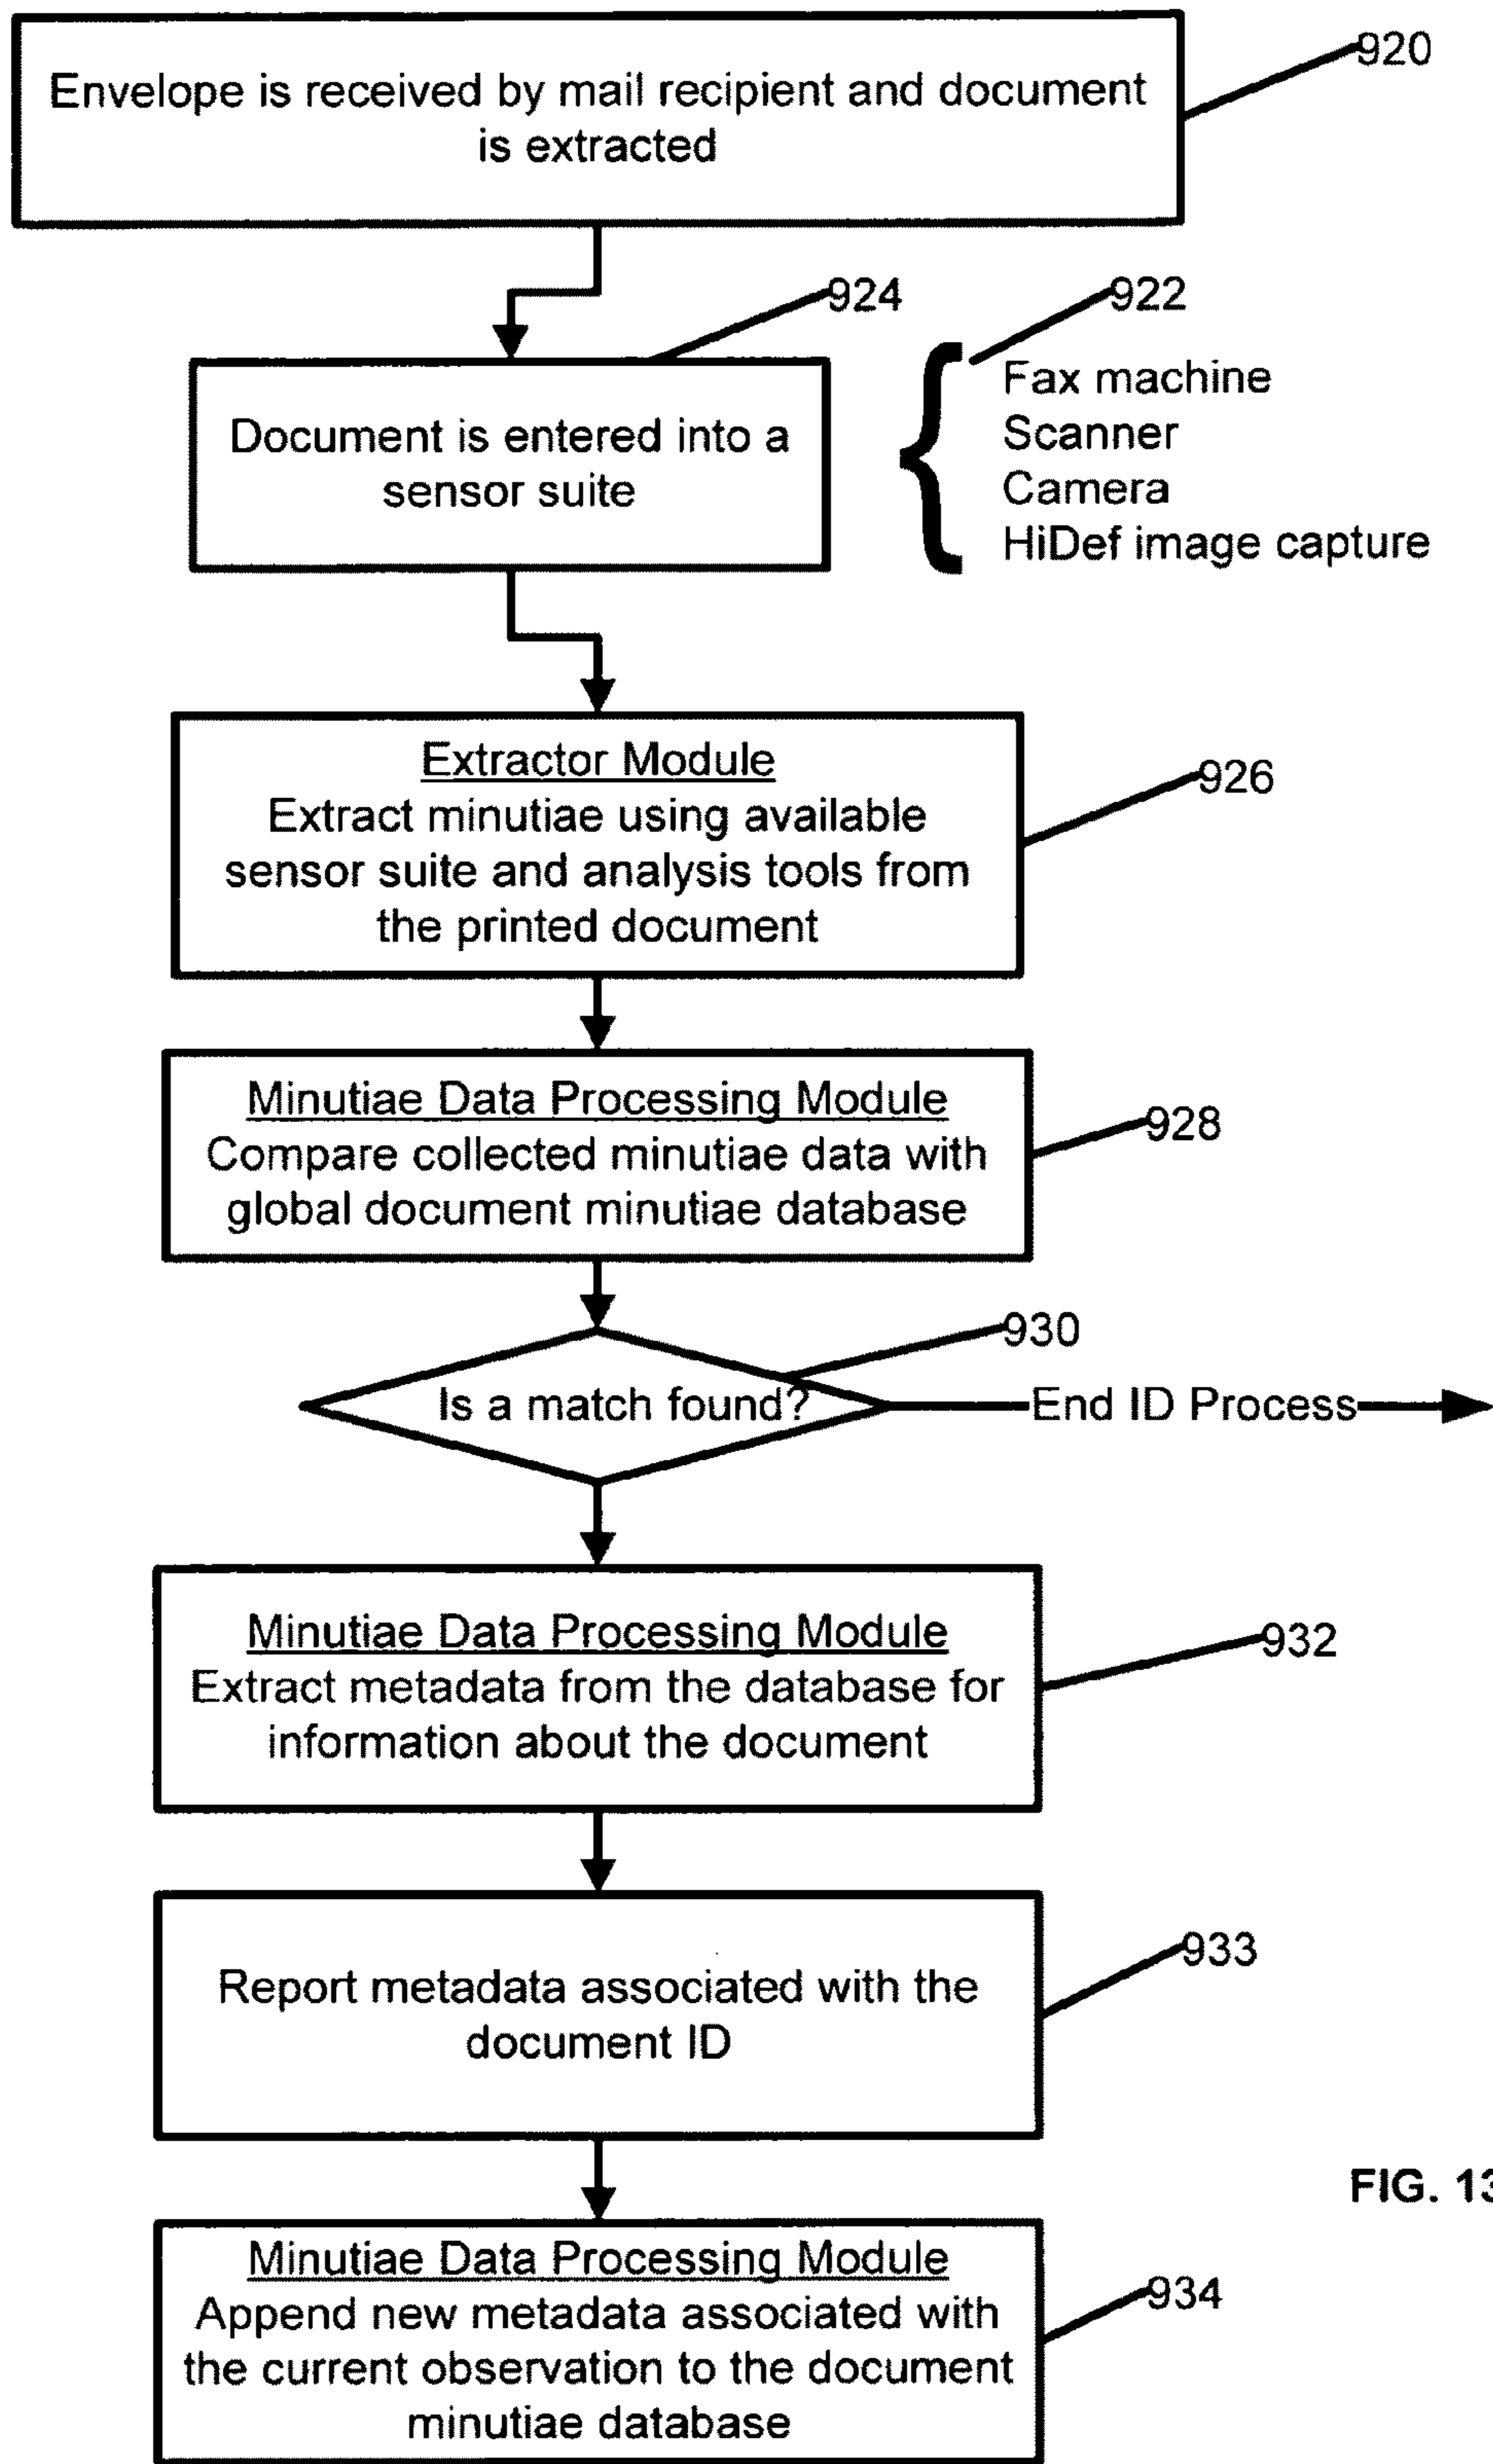 920
Envelope is received by mail recipient and document
is extracted
924
922
Fax machine
Scanner
Camera
HiDef image capture
Document is entered into a
sensor suite
926
Extractor Module
Extract minutiae using available
sensor suite and analysis tools from
the printed document
928
Minutiae Data Processing Module
Compare collected minutiae data with
global document minutiae database
930
Is a match found?
End ID Process
932
Minutiae Data Processing Module
Extract metadata from the database for
information about the document
933
Report metadata associated with the
document ID
FIG. 13
934
Minutiae Data Processing Module
Append new metadata associated with
the current observation to the document
minutiae database